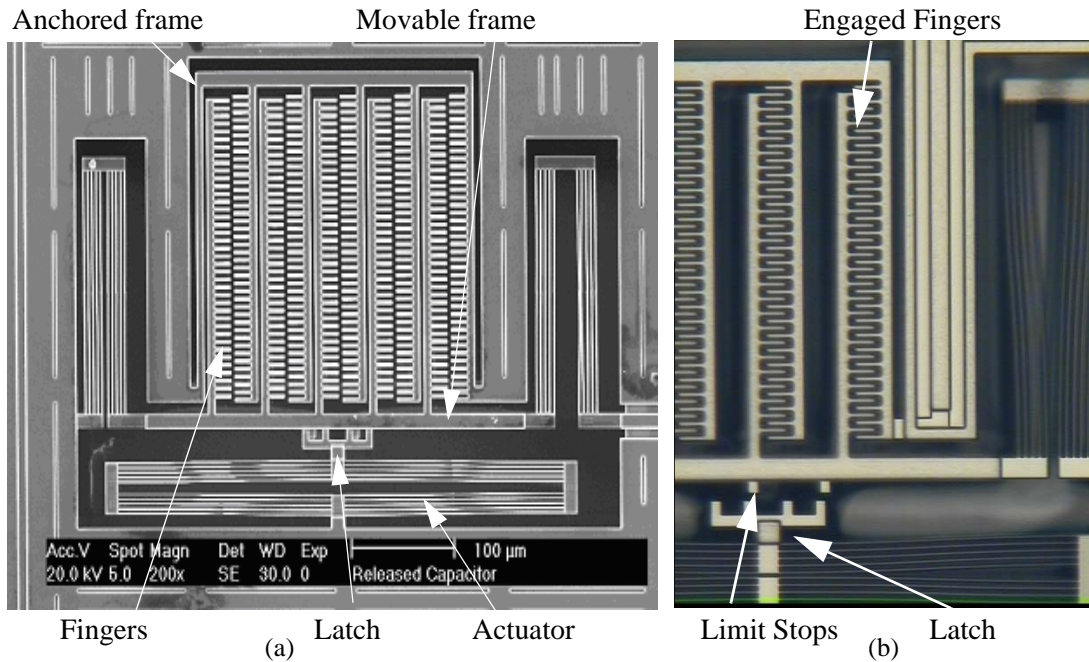 Anchored frame Movable frame Engaged Fingers
Acc.V Spot Magn Det WD Exp 100 µm
20.0 kV 5.0 200x SE 30.0 0 Released Capacitor
Fingers Latch Actuator Limit Stops Latch
(a) (b)